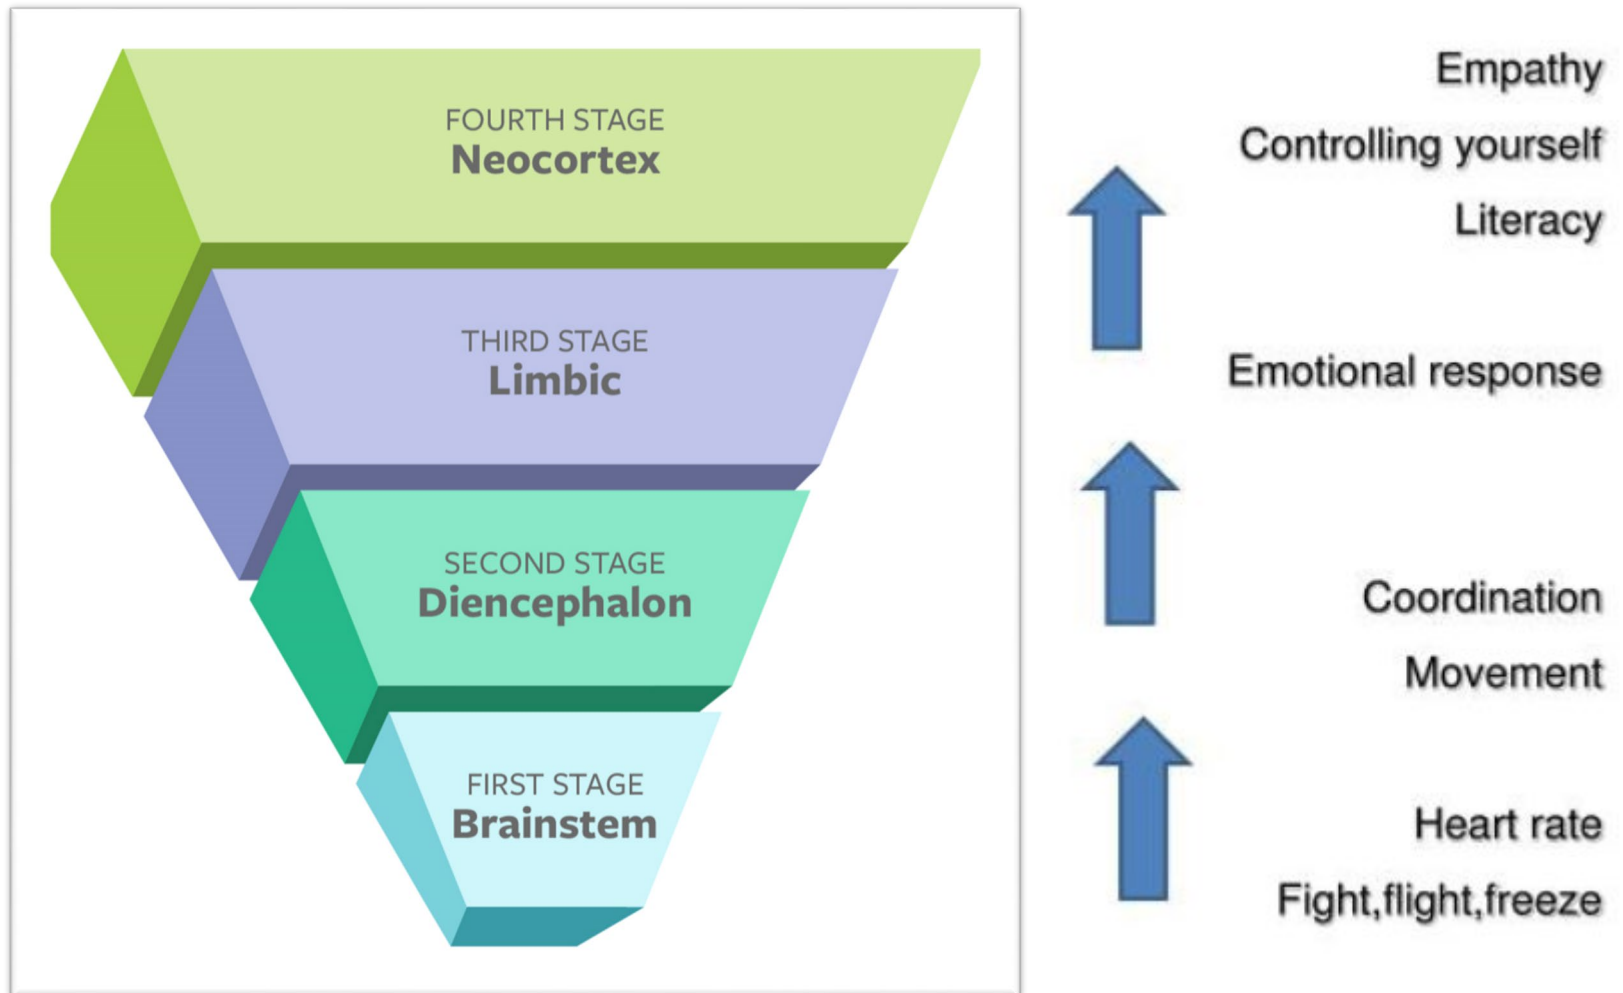 FOURTH STAGE
Neocortex
THIRD STAGE
Limbic
SECOND STAGE
Diencephalon
FIRST STAGE
Brainstem
Empathy
Controlling yourself
Literacy
Emotional response
Coordination
Movement
Heart rate
Fight,flight,freeze